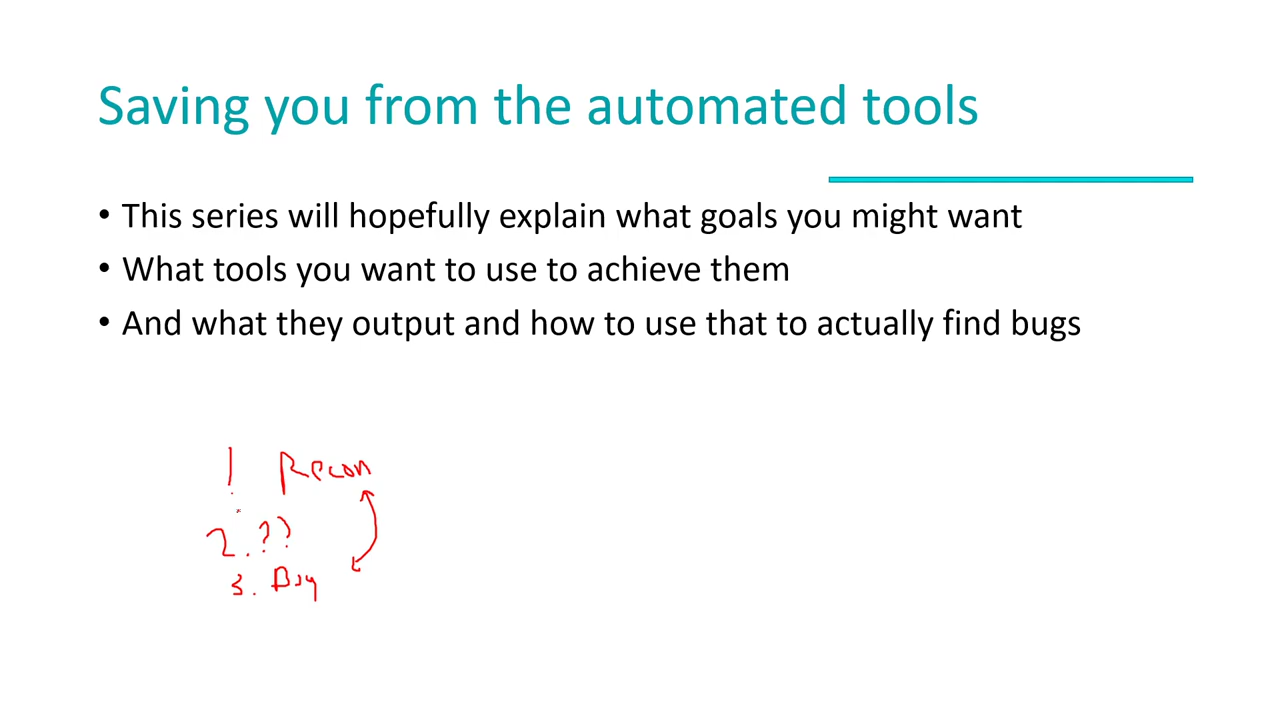 Saving you from the automated tools
• This series will hopefully explain what goals you might want
• What tools you want to use to achieve them
• And what they output and how to use that to actually find bugs
1. Recon
2. ??
3. Bug